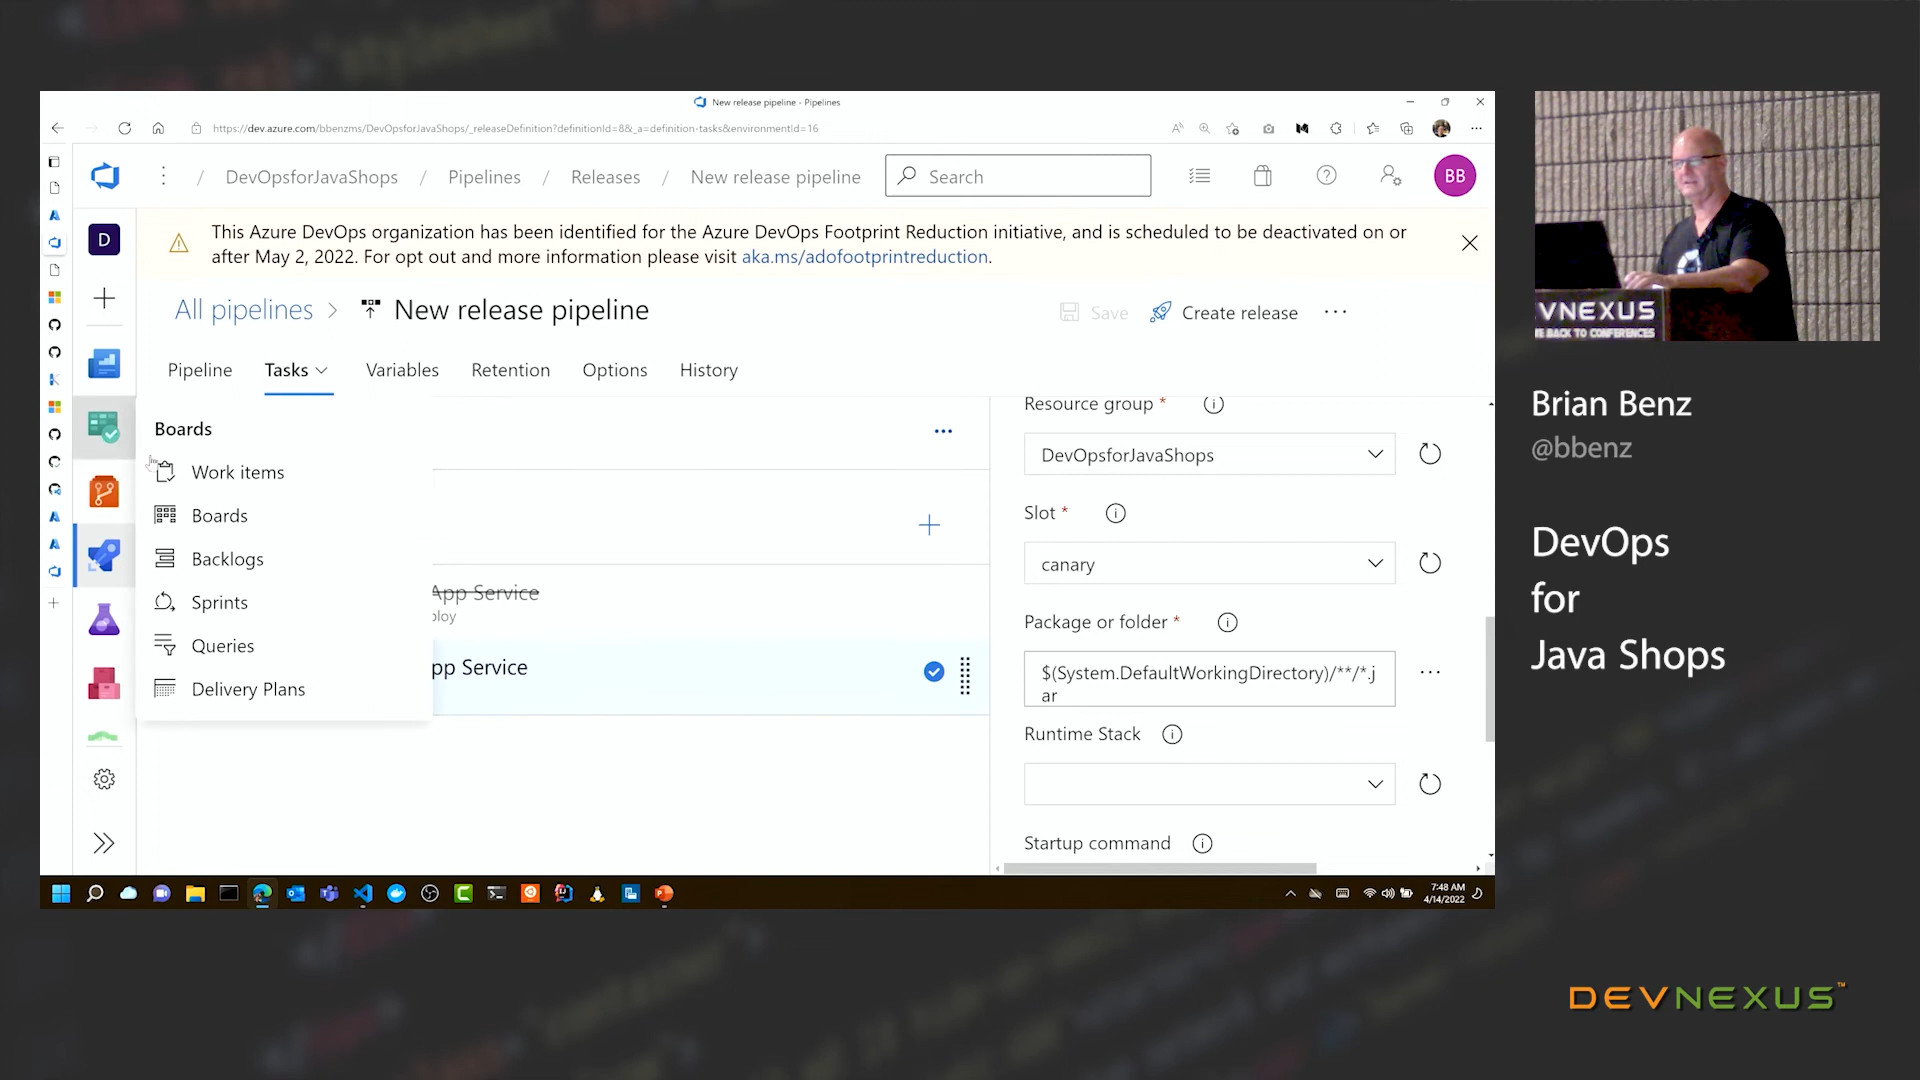 New release pipeline - Pipelines
https://dev.azure.com/bbenzms/DevOpsforJavaShops/_releaseDefinition?definitionId=8&_a=definition-tasks&environmentId=16
/ DevOpsforJavaShops / Pipelines / Releases / New release pipeline
Search
BB
D
This Azure DevOps organization has been identified for the Azure DevOps Footprint Reduction initiative, and is scheduled to be deactivated on or
after May 2, 2022. For opt out and more information please visit aka.ms/adofootprintreduction.
All pipelines > New release pipeline
Save
Create release
Pipeline
Tasks
Variables
Retention
Options
History
Boards
Work items
Boards
Backlogs
Sprints
Queries
Delivery Plans
App Service
ploy
pp Service
Resource group *
DevOpsforJavaShops
Slot *
canary
Package or folder *
$(System.DefaultWorkingDirectory)/**/*.j
ar
Runtime Stack
Startup command
7:48 AM
4/14/2022
VNEXUS
E BACK TO CONFERENCES
Brian Benz
@bbenz
DevOps
for
Java Shops
DEVNEXUS™